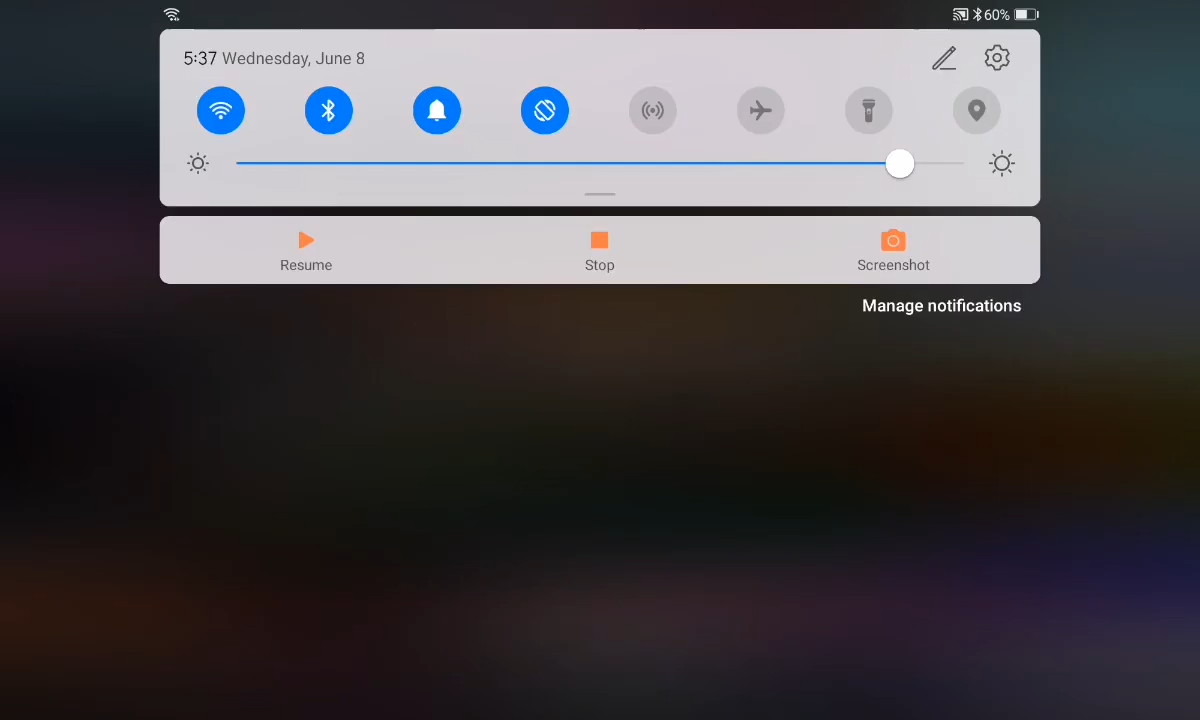 60%
5:37 Wednesday, June 8
Resume
Stop
Screenshot
Manage notifications